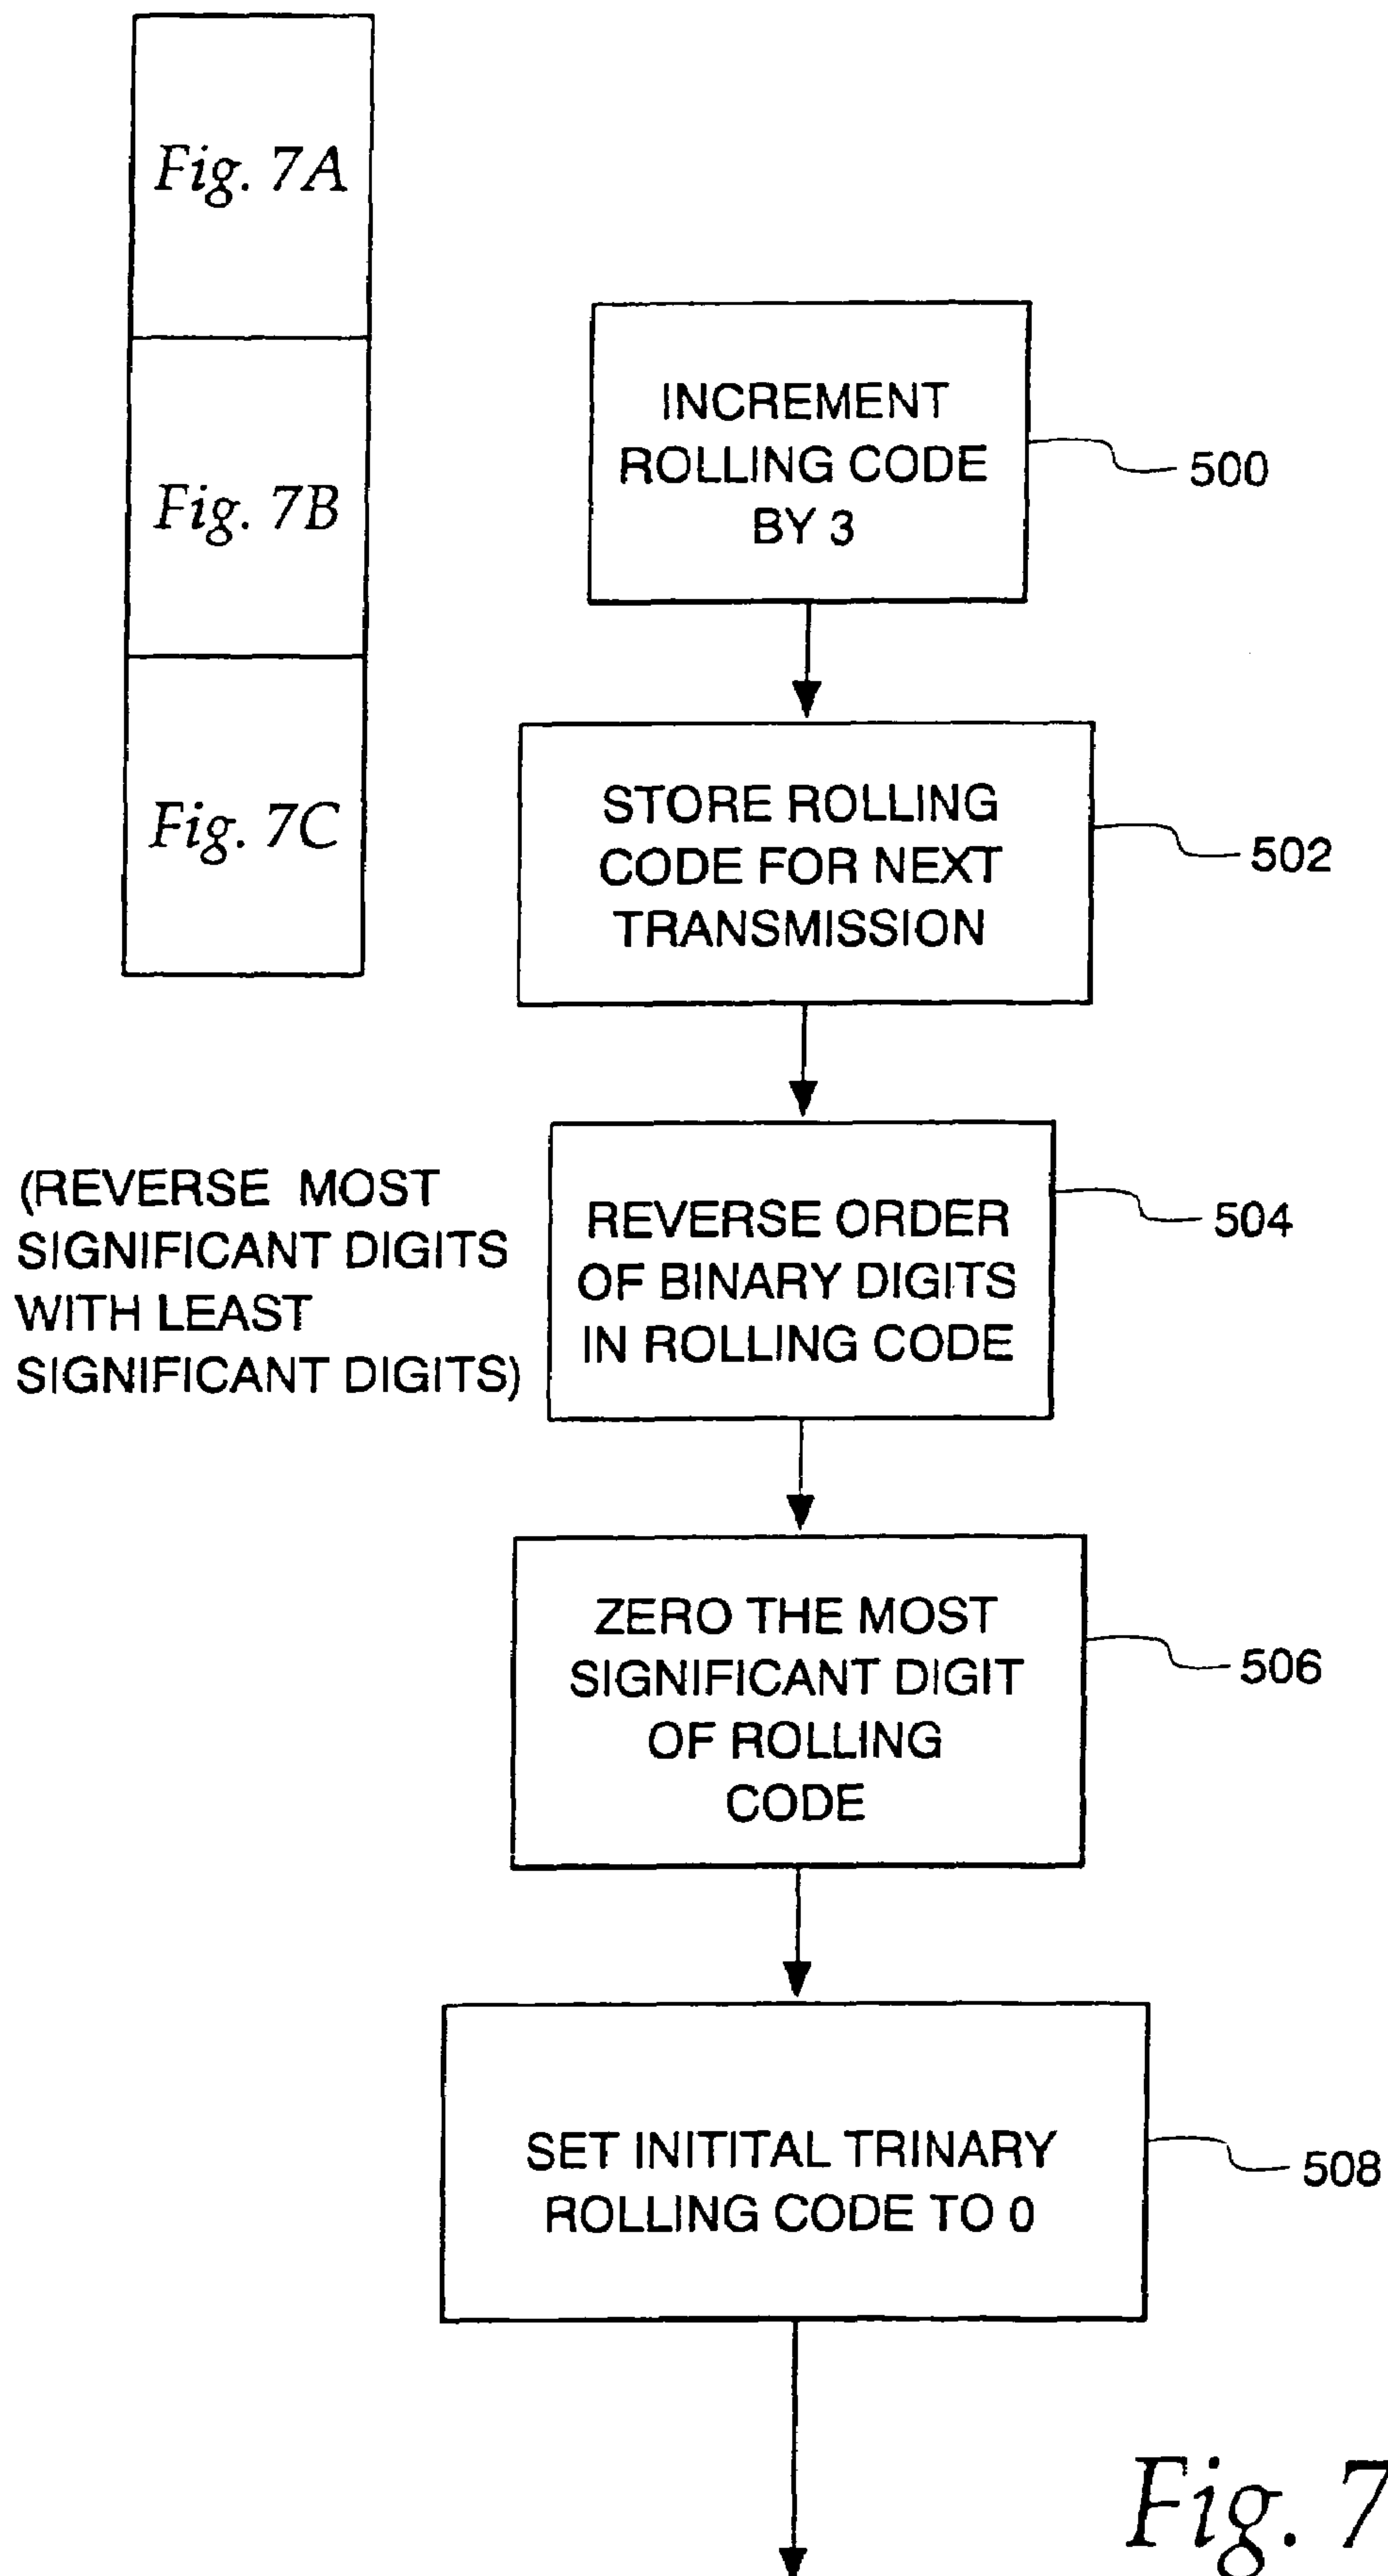 Fig. 7A
Fig. 7B
Fig. 7C
INCREMENT
ROLLING CODE
BY 3
500
STORE ROLLING
CODE FOR NEXT
TRANSMISSION
502
(REVERSE MOST
SIGNIFICANT DIGITS
WITH LEAST
SIGNIFICANT DIGITS)
REVERSE ORDER
OF BINARY DIGITS
IN ROLLING CODE
504
ZERO THE MOST
SIGNIFICANT DIGIT
OF ROLLING
CODE
506
SET INITITAL TRINARY
ROLLING CODE TO 0
508
Fig. 7